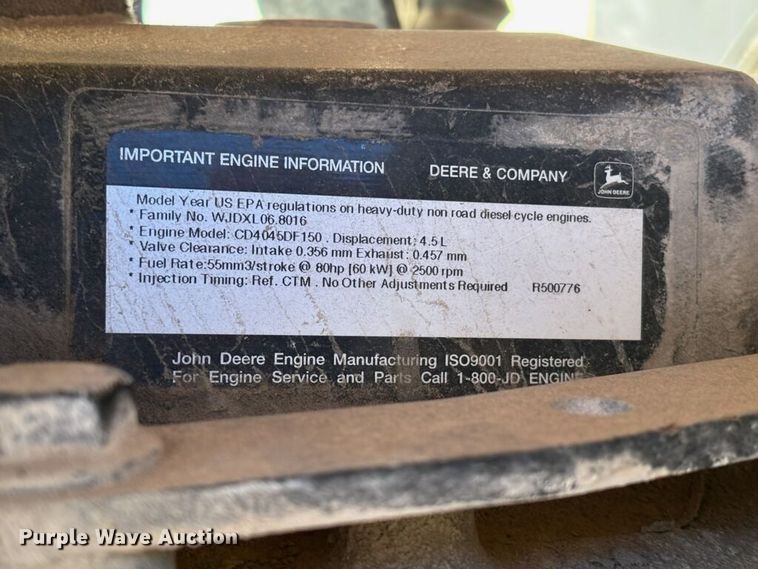 IMPORTANT ENGINE INFORMATION DEERE & COMPANY
JOHN DEERE
Model Year US EPA regulations on heavy-duty non road diesel cycle engines.
* Family No. WJDXL06.8016
* Engine Model: CD4045DF150 . Displacement; 4.5 L
* Valve Clearance: Intake 0.356 mm Exhaust: 0.457 mm
* Fuel Rate:55mm3/stroke @ 80hp [60 kW] @ 2500 rpm
* Injection Timing: Ref. CTM . No Other Adjustments Required R500776
John Deere Engine Manufacturing ISO9001 Registered
For Engine Service and Parts Call 1-800-JD ENGINE
Purple Wave Auction